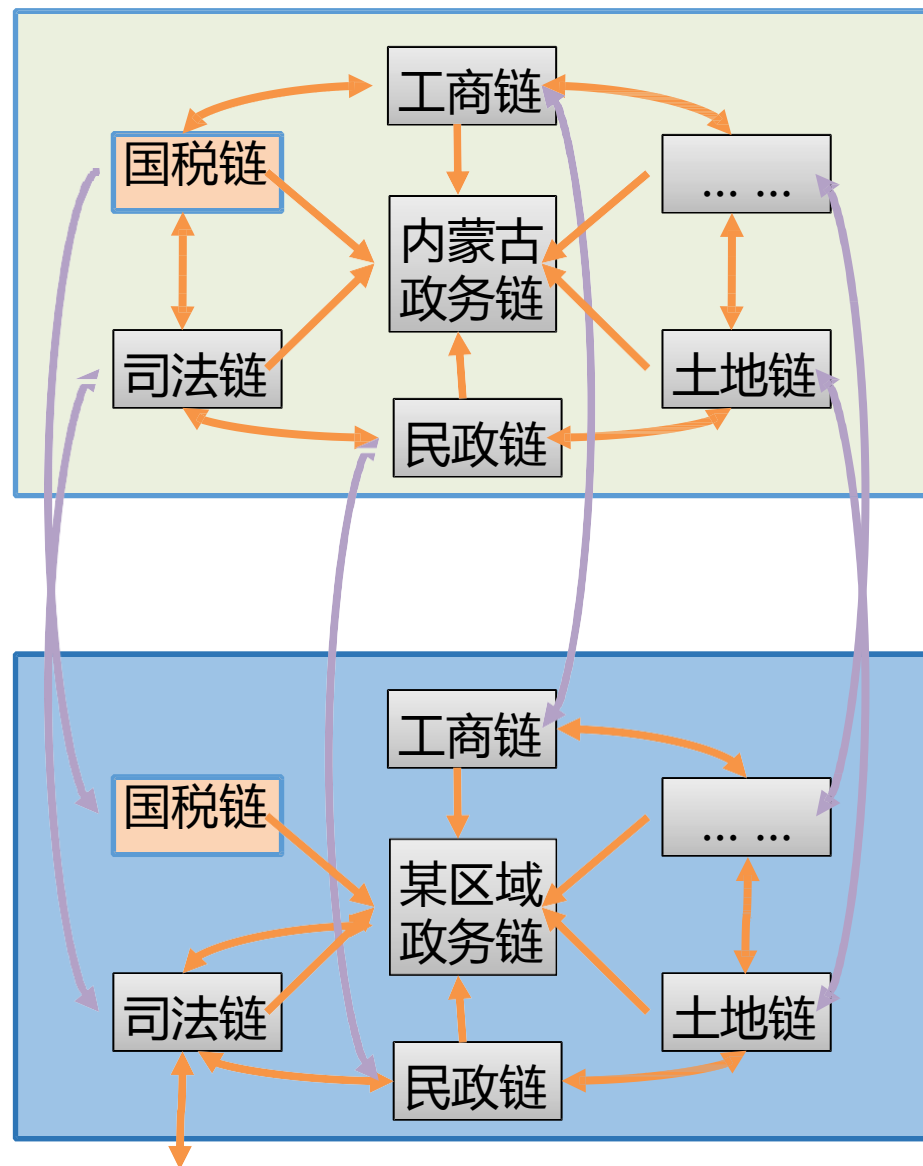 工商链
国税链
... ...
内蒙古
政务链
司法链
土地链
民政链
工商链
国税链
... ...
某区域
政务链
司法链
土地链
民政链